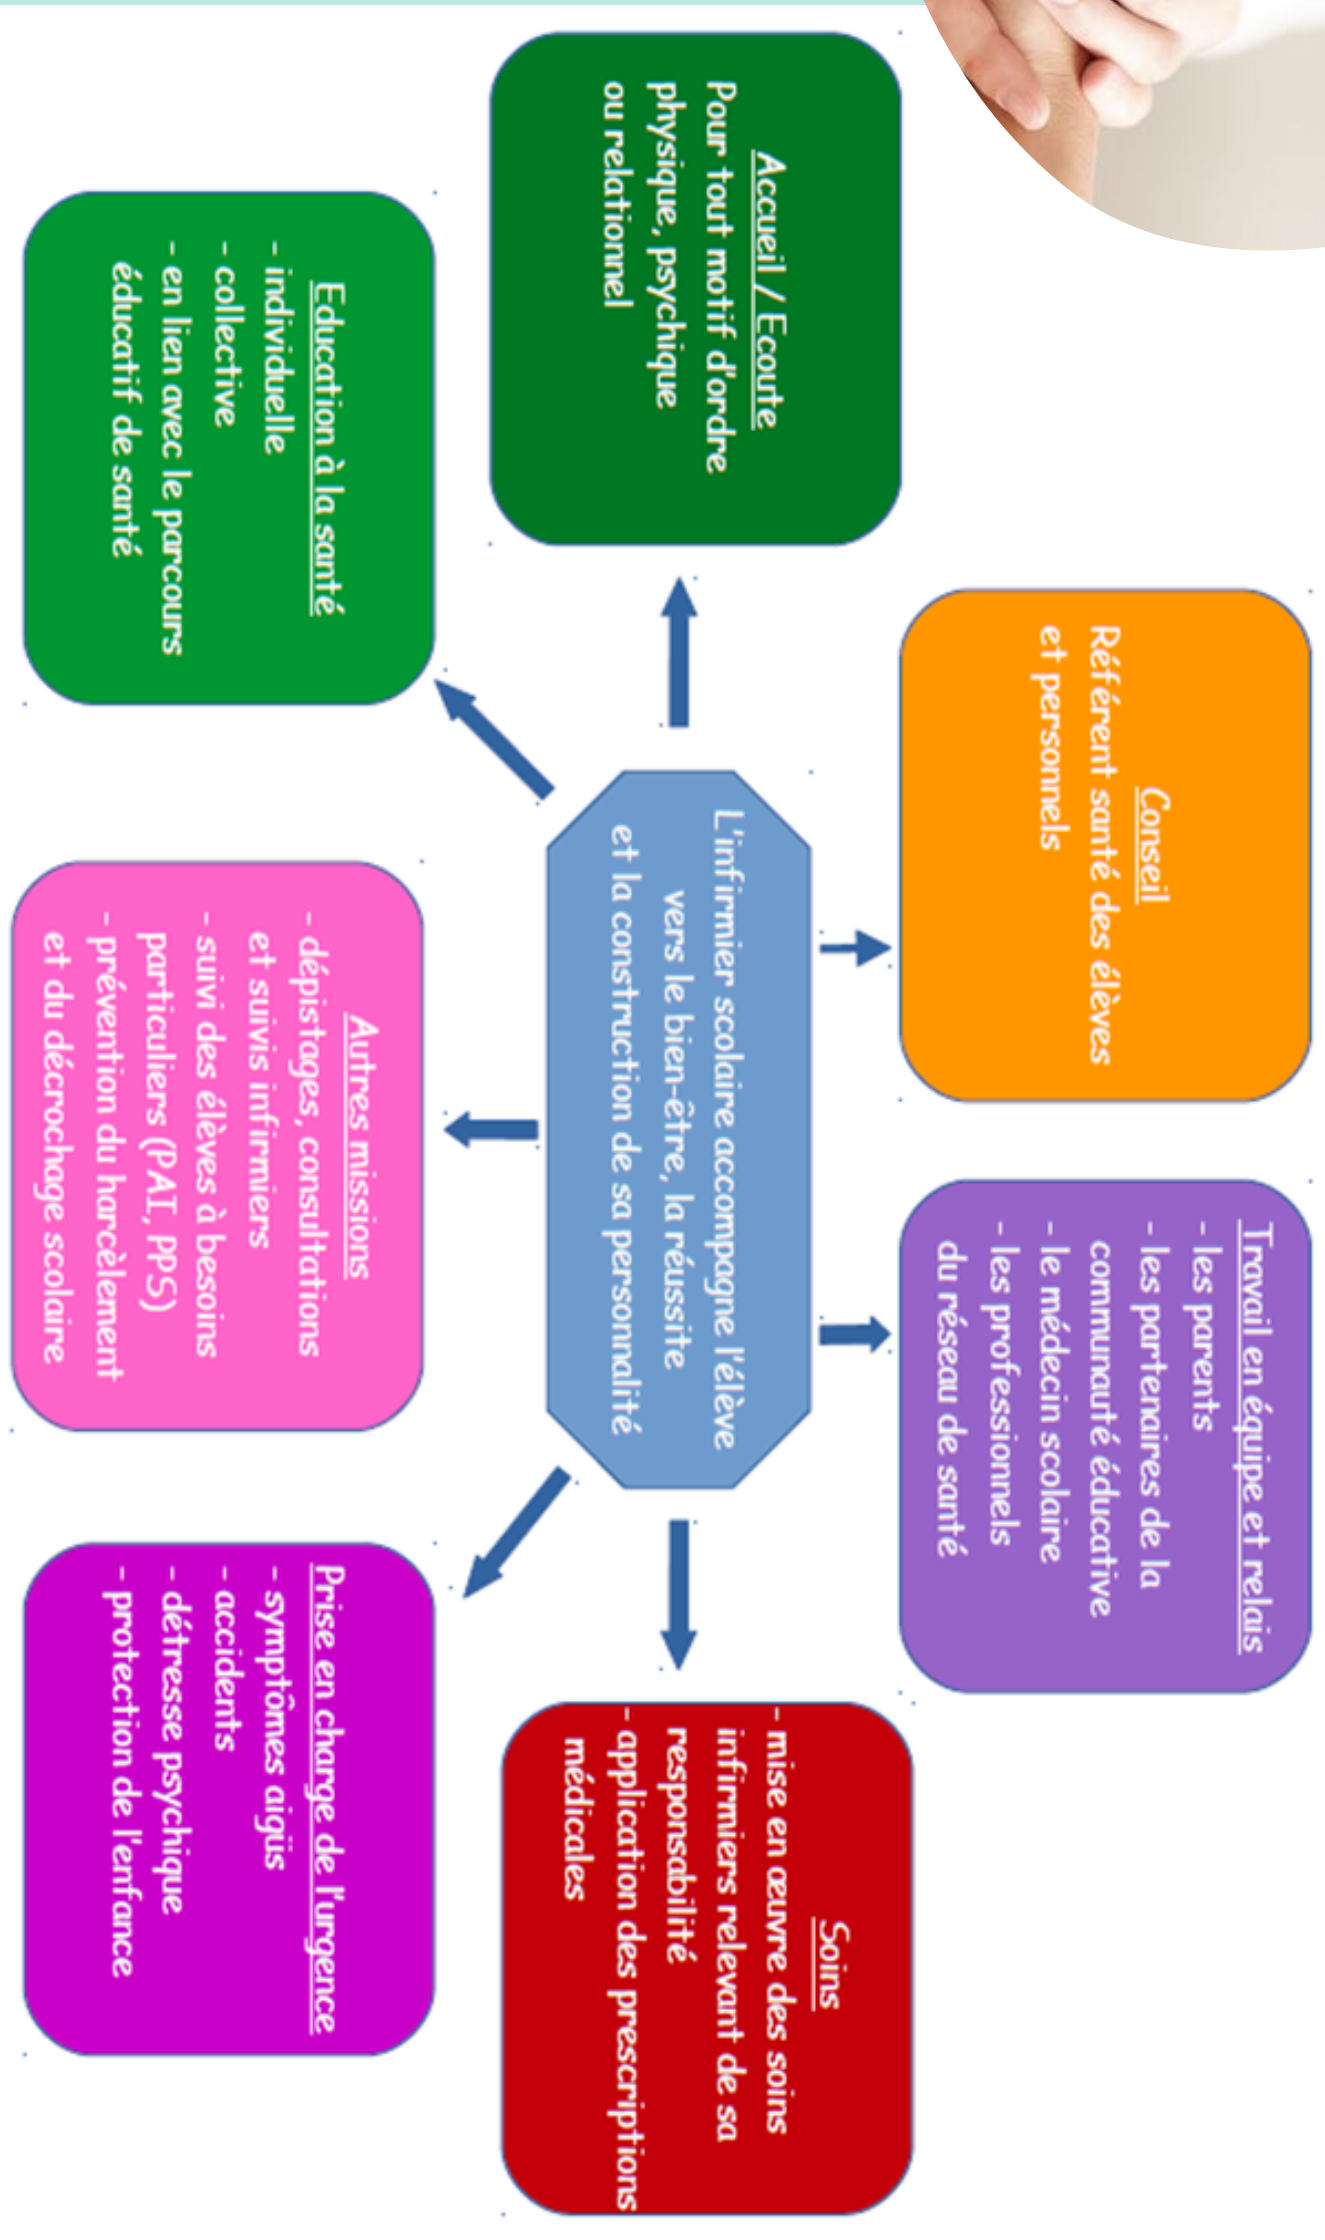 Conseil
Référent santé des élèves
et personnels
Travail en équipe et relais
- les parents
- les partenaires de la
communauté éducative
- le médecin scolaire
- les professionnels
du réseau de santé
Accueil / Ecoute
Pour tout motif d'ordre
physique, psychique
ou relationnel
L'infirmier scolaire accompagne l'élève
vers le bien-être, la réussite
et la construction de sa personnalité
Soins
- mise en œuvre des soins
infirmiers relevant de sa
responsabilité
- application des prescriptions
médicales
Education à la santé
- individuelle
- collective
- en lien avec le parcours
éducatif de santé
Autres missions
- dépistages, consultations
et suivis infirmiers
- suivi des élèves à besoins
particuliers (PAI, PPS)
- prévention du harcèlement
et du décrochage scolaire
Prise en charge de l'urgence
- symptômes aigüs
- accidents
- détresse psychique
- protection de l'enfance